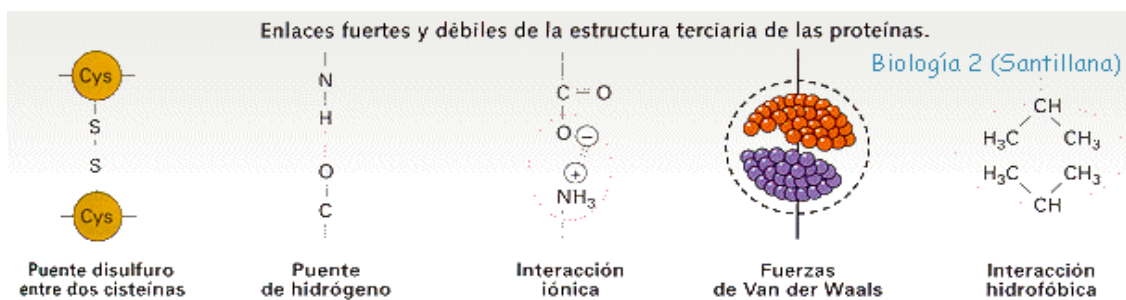 Enlaces fuertes y débiles de la estructura terciaria de las proteínas.
Biología 2 (Santillana)
Cys
S
S
Cys
N
H
O
C
C = O
O −
+
NH₃
CH
H₃C CH₃
H₃C CH₃
CH
Puente disulfuro
entre dos cisteínas
Puente
de hidrógeno
Interacción
iónica
Fuerzas
de Van der Waals
Interacción
hidrofóbica